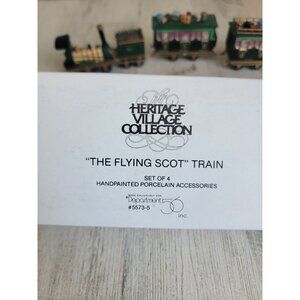 HERITAGE
VILLAGE
COLLECTION
"THE FLYING SCOT" TRAIN
SET OF 4
HANDPAINTED PORCELAIN ACCESSORIES
Department 56
#5573-5
inc.